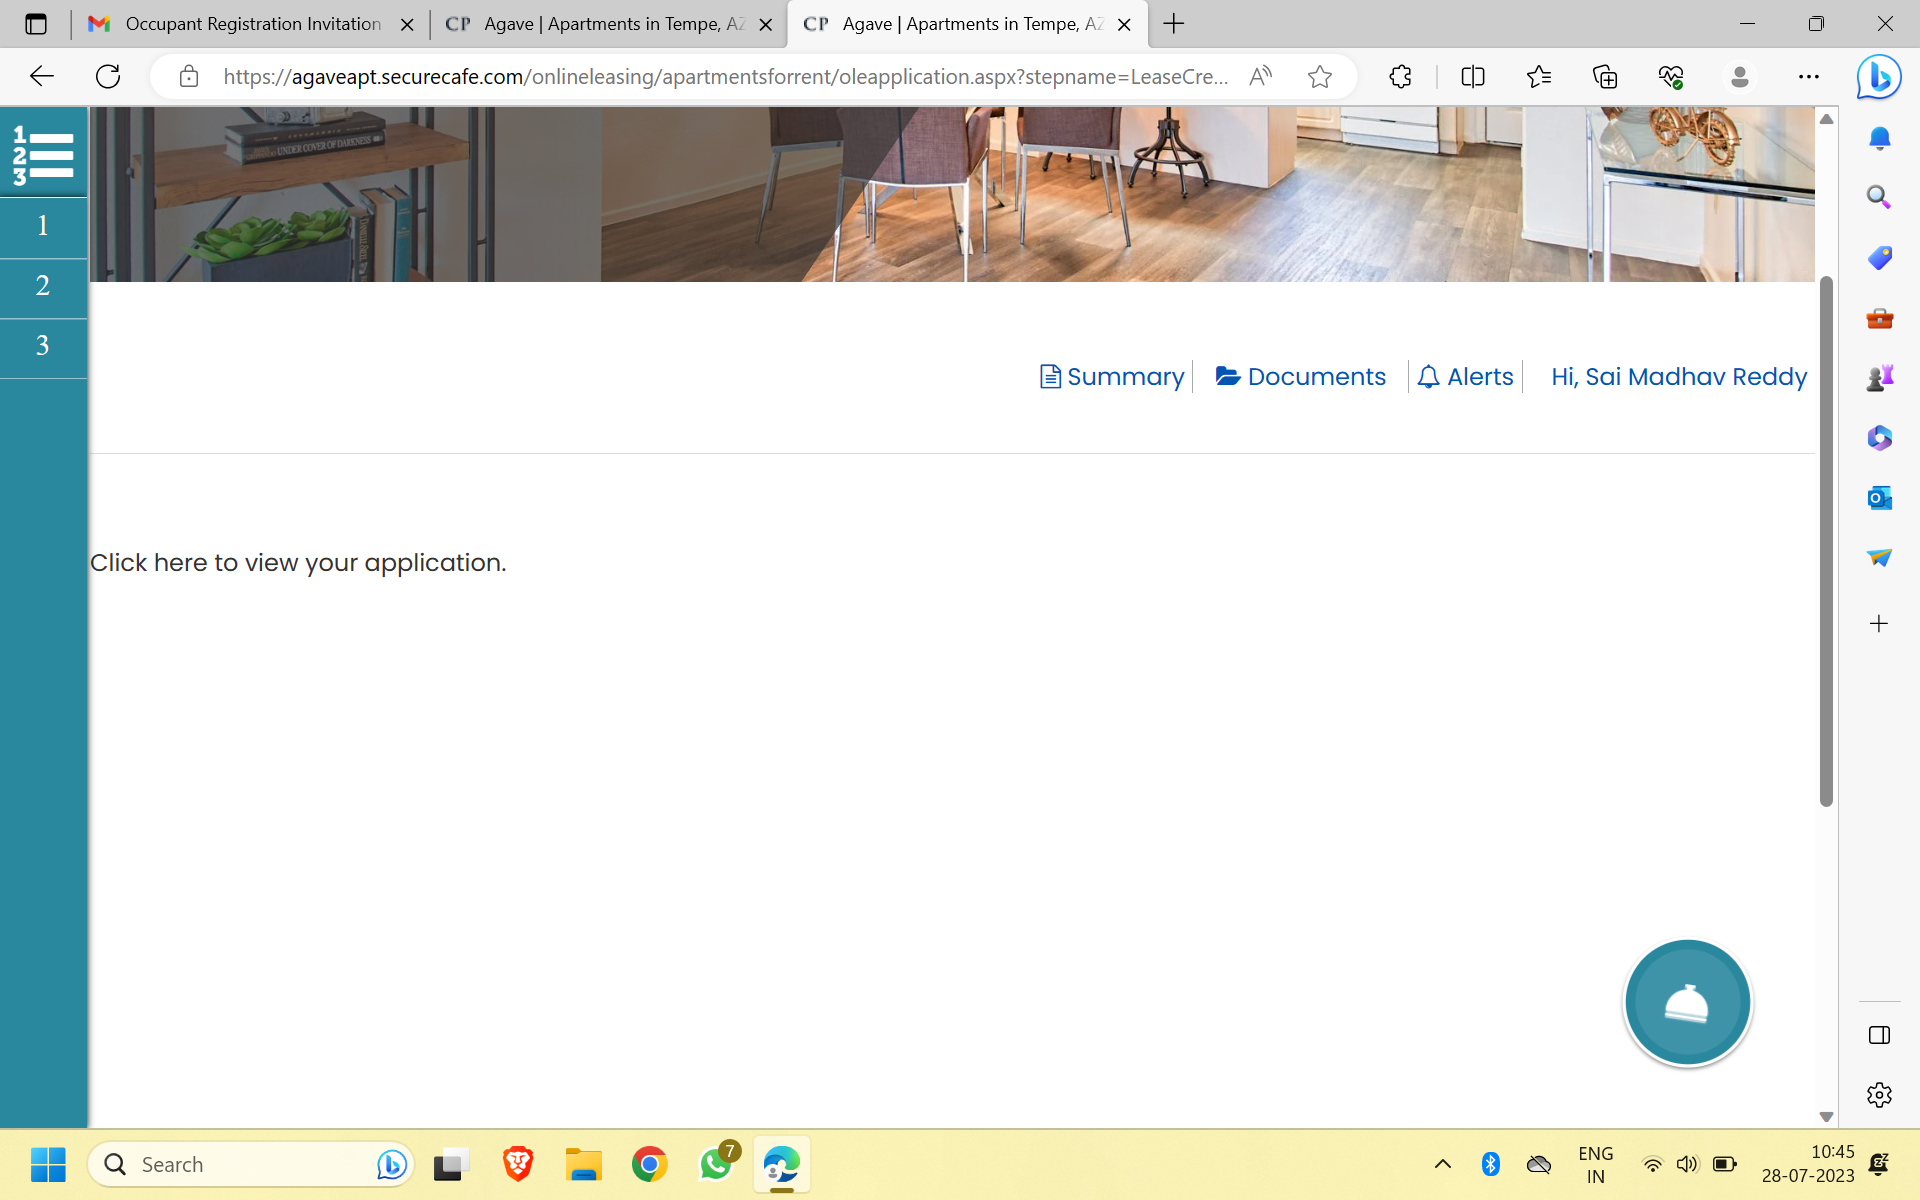 Occupant Registration Invitation
CP Agave | Apartments in Tempe, AZ
CP Agave | Apartments in Tempe, AZ
https://agaveapt.securecafe.com/onlineleasing/apartmentsforrent/oleapplication.aspx?stepname=LeaseCre...
1
2
3
UNDER COVER OF DARKNESS
1
2
3
Summary
Documents
Alerts
Hi, Sai Madhav Reddy
Click here to view your application.
Search
7
ENG
IN
10:45
28-07-2023